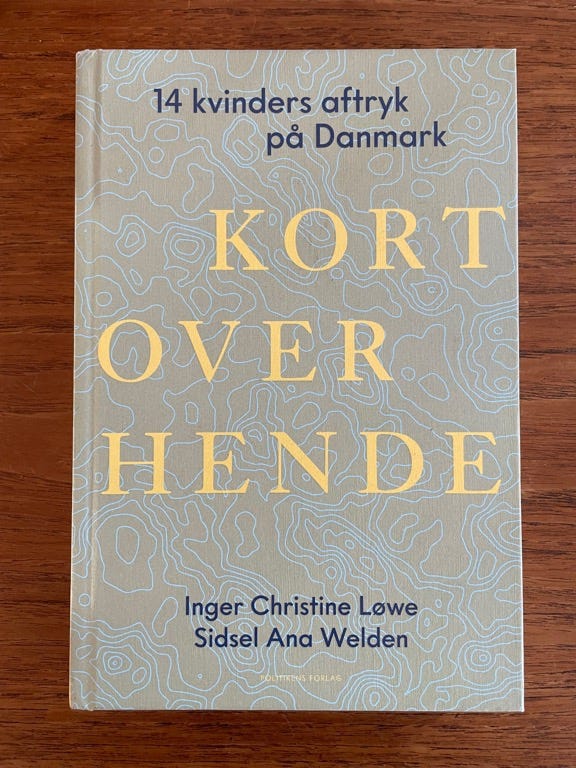 14 kvinders aftryk
på Danmark
KORT
OVER
HENDE
Inger Christine Løwe
Sidsel Ana Welden
POLITIKENS FORLAG